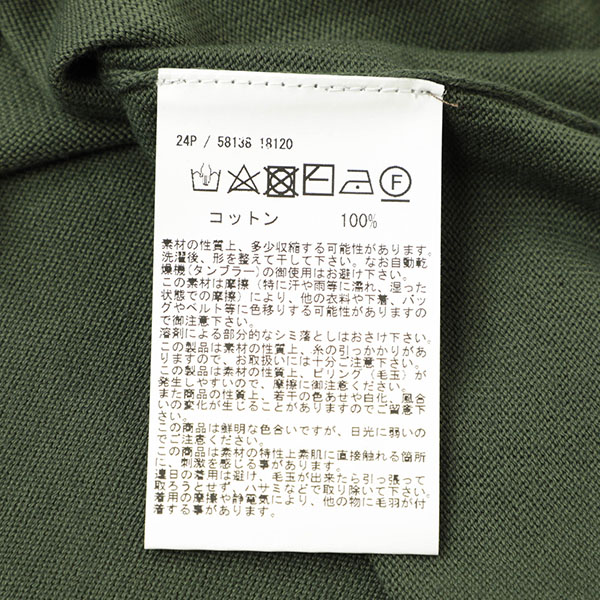 24P / 58136 18120
F
コットン 100%
素材の性質上、多少収縮する可能性があります。
洗濯後、形を整えて干して下さい。なお自動乾
燥機(タンブラー)の御使用はお避け下さい。
この素材は摩擦(特に汗や雨等に濡れ、湿った
状態での摩擦)により、他の衣料や下着、バッ
グやベルト等に色移りする可能性がありますの
で御注意下さい。
溶剤による部分的なシミ落としはおさけ下さい。
この製品は素材の性質上、糸の引っかかりがあ
りますので、お取扱いには十分ご注意下さい。
この製品は素材の性質上、ピリング(毛玉)が
発生しやすいので、摩擦に御注意ください。
また商品の性質上、若干の色あせや白化、風合
いの変化が生じることがありますのでご留意下
さい。
この商品は鮮明な色合いですが、日光に弱いの
でご注意ください。
この商品は素材の特性上素肌に直接触れる箇所
に、刺激を感じる事があります。
連日の着用は避け、毛玉が出来たら引っ張って
取ろうとせず、ハサミなどで取り除いて下さい。
着用の摩擦や静電気により、他の物に毛羽が付
着する事があります。